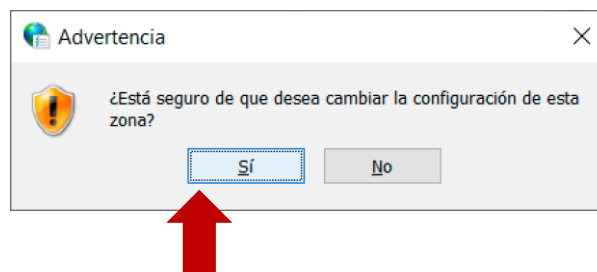 Advertencia
¿Está seguro de que desea cambiar la configuración de esta
zona?
Sí
No